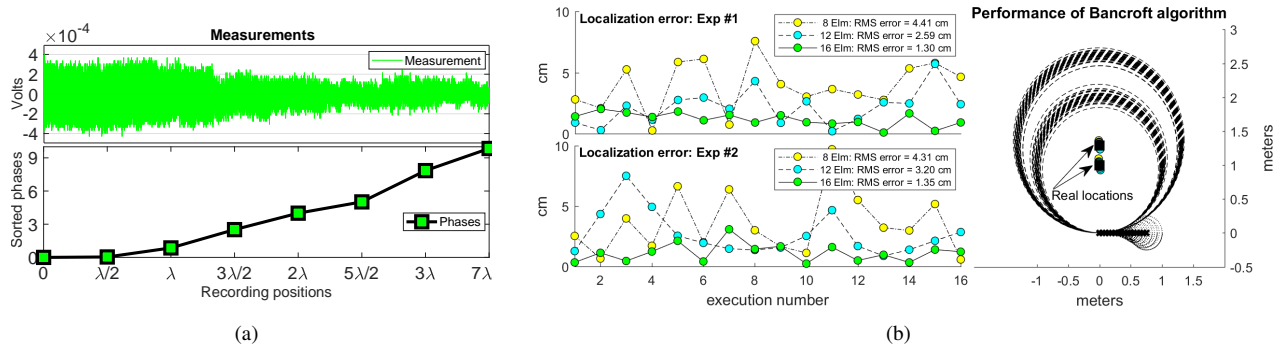 ×10⁻⁴
Measurements
Measurement
Volts
4
2
0
-2
-4
Sorted phases
9
6
3
0
Phases
0 λ/2 λ 3λ/2 2λ 5λ/2 3λ 7λ
Recording positions
(a)
Localization error: Exp #1
8 Elm: RMS error = 4.41 cm
12 Elm: RMS error = 2.59 cm
16 Elm: RMS error = 1.30 cm
cm
10
5
0
Localization error: Exp #2
8 Elm: RMS error = 4.31 cm
12 Elm: RMS error = 3.20 cm
16 Elm: RMS error = 1.35 cm
cm
10
5
0
2 4 6 8 10 12 14 16
execution number
Performance of Bancroft algorithm
Real locations
3
2.5
2
1.5
1
0.5
0
-0.5
meters
-1 -0.5 0 0.5 1 1.5
meters
(b)